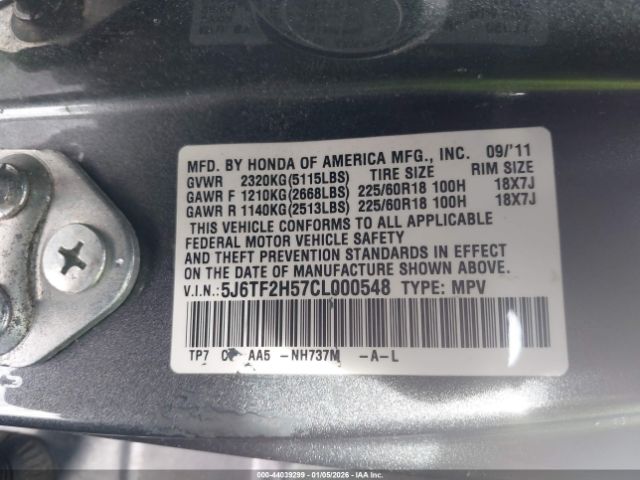 MFD. BY HONDA OF AMERICA MFG., INC. 09/'11
GVWR 2320KG(5115LBS) TIRE SIZE RIM SIZE
GAWR F 1210KG(2668LBS) 225/60R18 100H 18X7J
GAWR R 1140KG(2513LBS) 225/60R18 100H 18X7J
THIS VEHICLE CONFORMS TO ALL APPLICABLE
FEDERAL MOTOR VEHICLE SAFETY
AND THEFT PREVENTION STANDARDS IN EFFECT
ON THE DATE OF MANUFACTURE SHOWN ABOVE.
V.I.N.:5J6TF2H57CL000548 TYPE: MPV
TP7 AA5 -NH737M -A-L
000-44039299 - 01/05/2026 - IAAI.COM